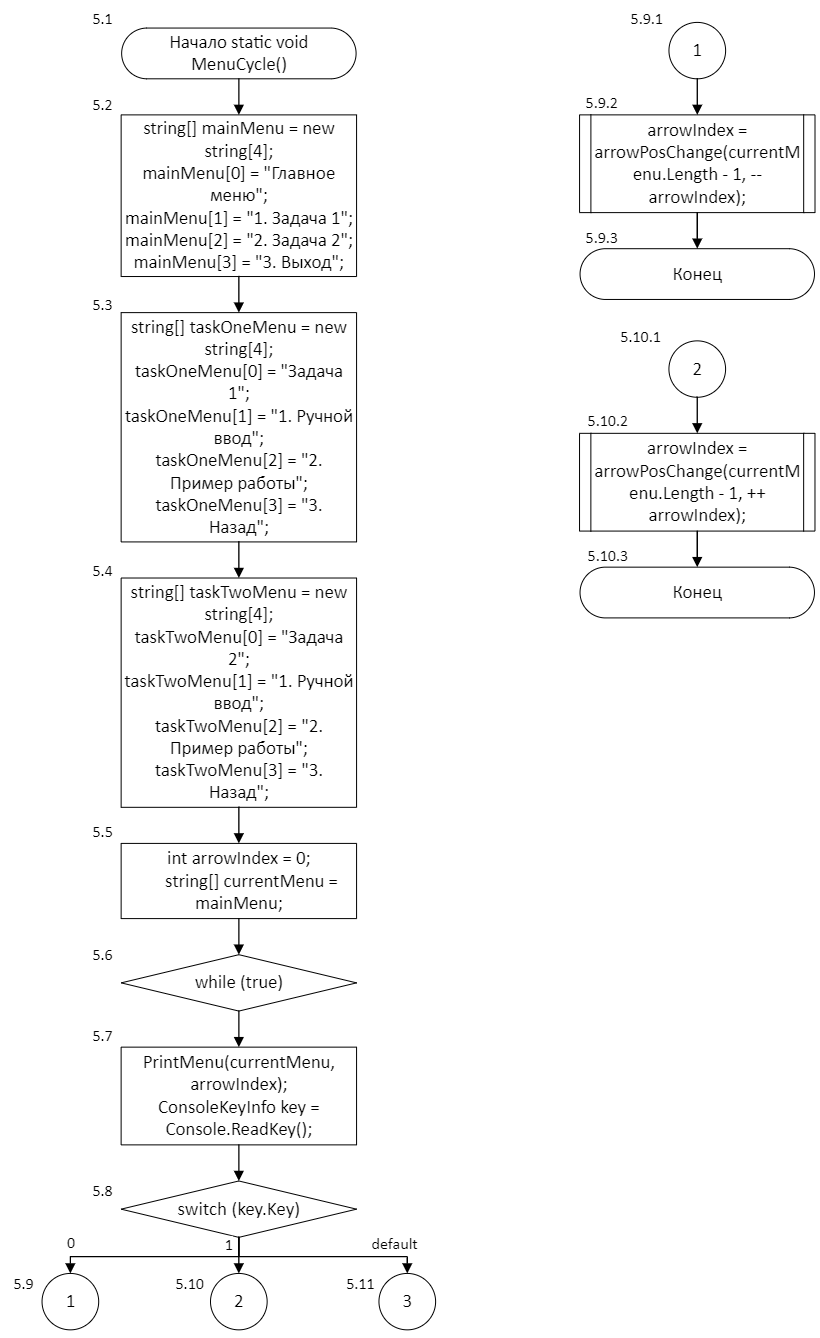 5.1
Начало static void
MenuCycle()
5.2
string[] mainMenu = new
string[4];
mainMenu[0] = "Главное
меню";
mainMenu[1] = "1. Задача 1";
mainMenu[2] = "2. Задача 2";
mainMenu[3] = "3. Выход";
5.3
string[] taskOneMenu = new
string[4];
taskOneMenu[0] = "Задача
1";
taskOneMenu[1] = "1. Ручной
ввод";
taskOneMenu[2] = "2.
Пример работы";
taskOneMenu[3] = "3.
Назад";
5.4
string[] taskTwoMenu = new
string[4];
taskTwoMenu[0] = "Задача
2";
taskTwoMenu[1] = "1. Ручной
ввод";
taskTwoMenu[2] = "2.
Пример работы";
taskTwoMenu[3] = "3.
Назад";
5.5
int arrowIndex = 0;
string[] currentMenu =
mainMenu;
5.6
while (true)
5.7
PrintMenu(currentMenu,
arrowIndex);
ConsoleKeyInfo key =
Console.ReadKey();
5.8
switch (key.Key)
0
1
default
5.9
1
5.10
2
5.11
3
5.9.1
1
5.9.2
arrowIndex =
arrowPosChange(currentM
enu.Length - 1, --
arrowIndex);
5.9.3
Конец
5.10.1
2
5.10.2
arrowIndex =
arrowPosChange(currentM
enu.Length - 1, ++
arrowIndex);
5.10.3
Конец